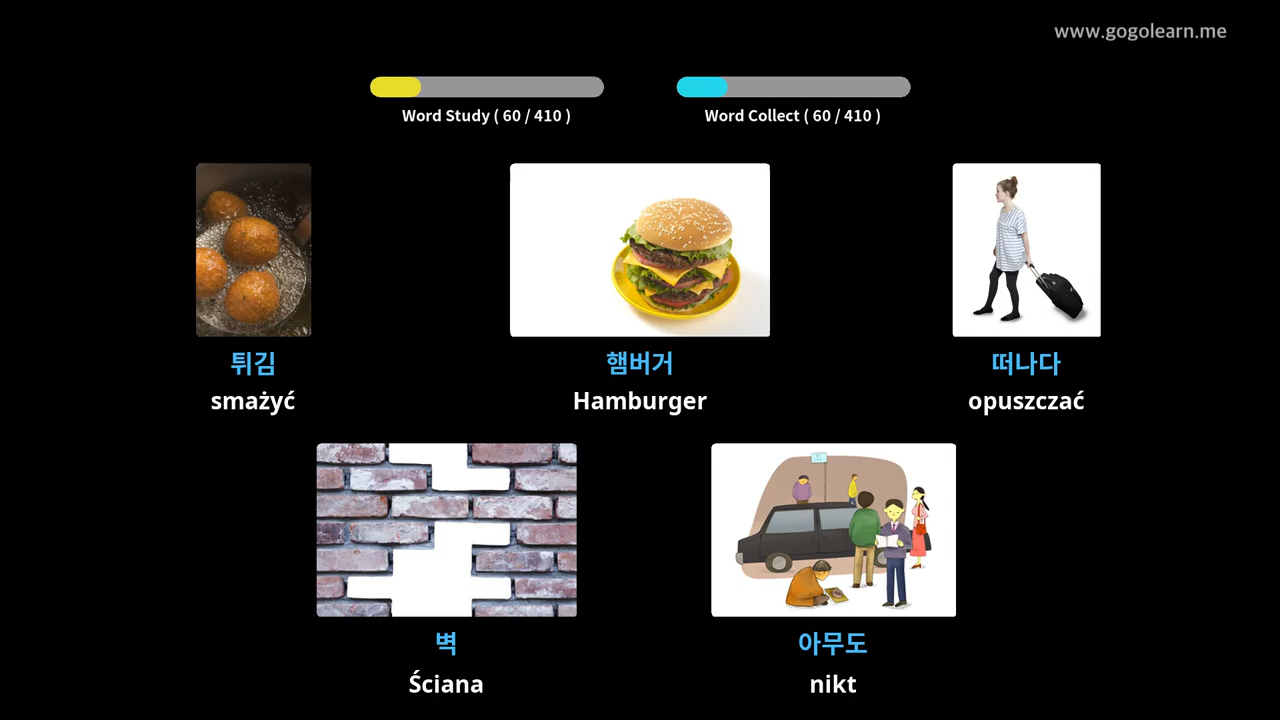 www.gogolearn.me
Word Study ( 60 / 410 )
Word Collect ( 60 / 410 )
튀김
smażyć
햄버거
Hamburger
떠나다
opuszczać
벽
Ściana
아무도
nikt